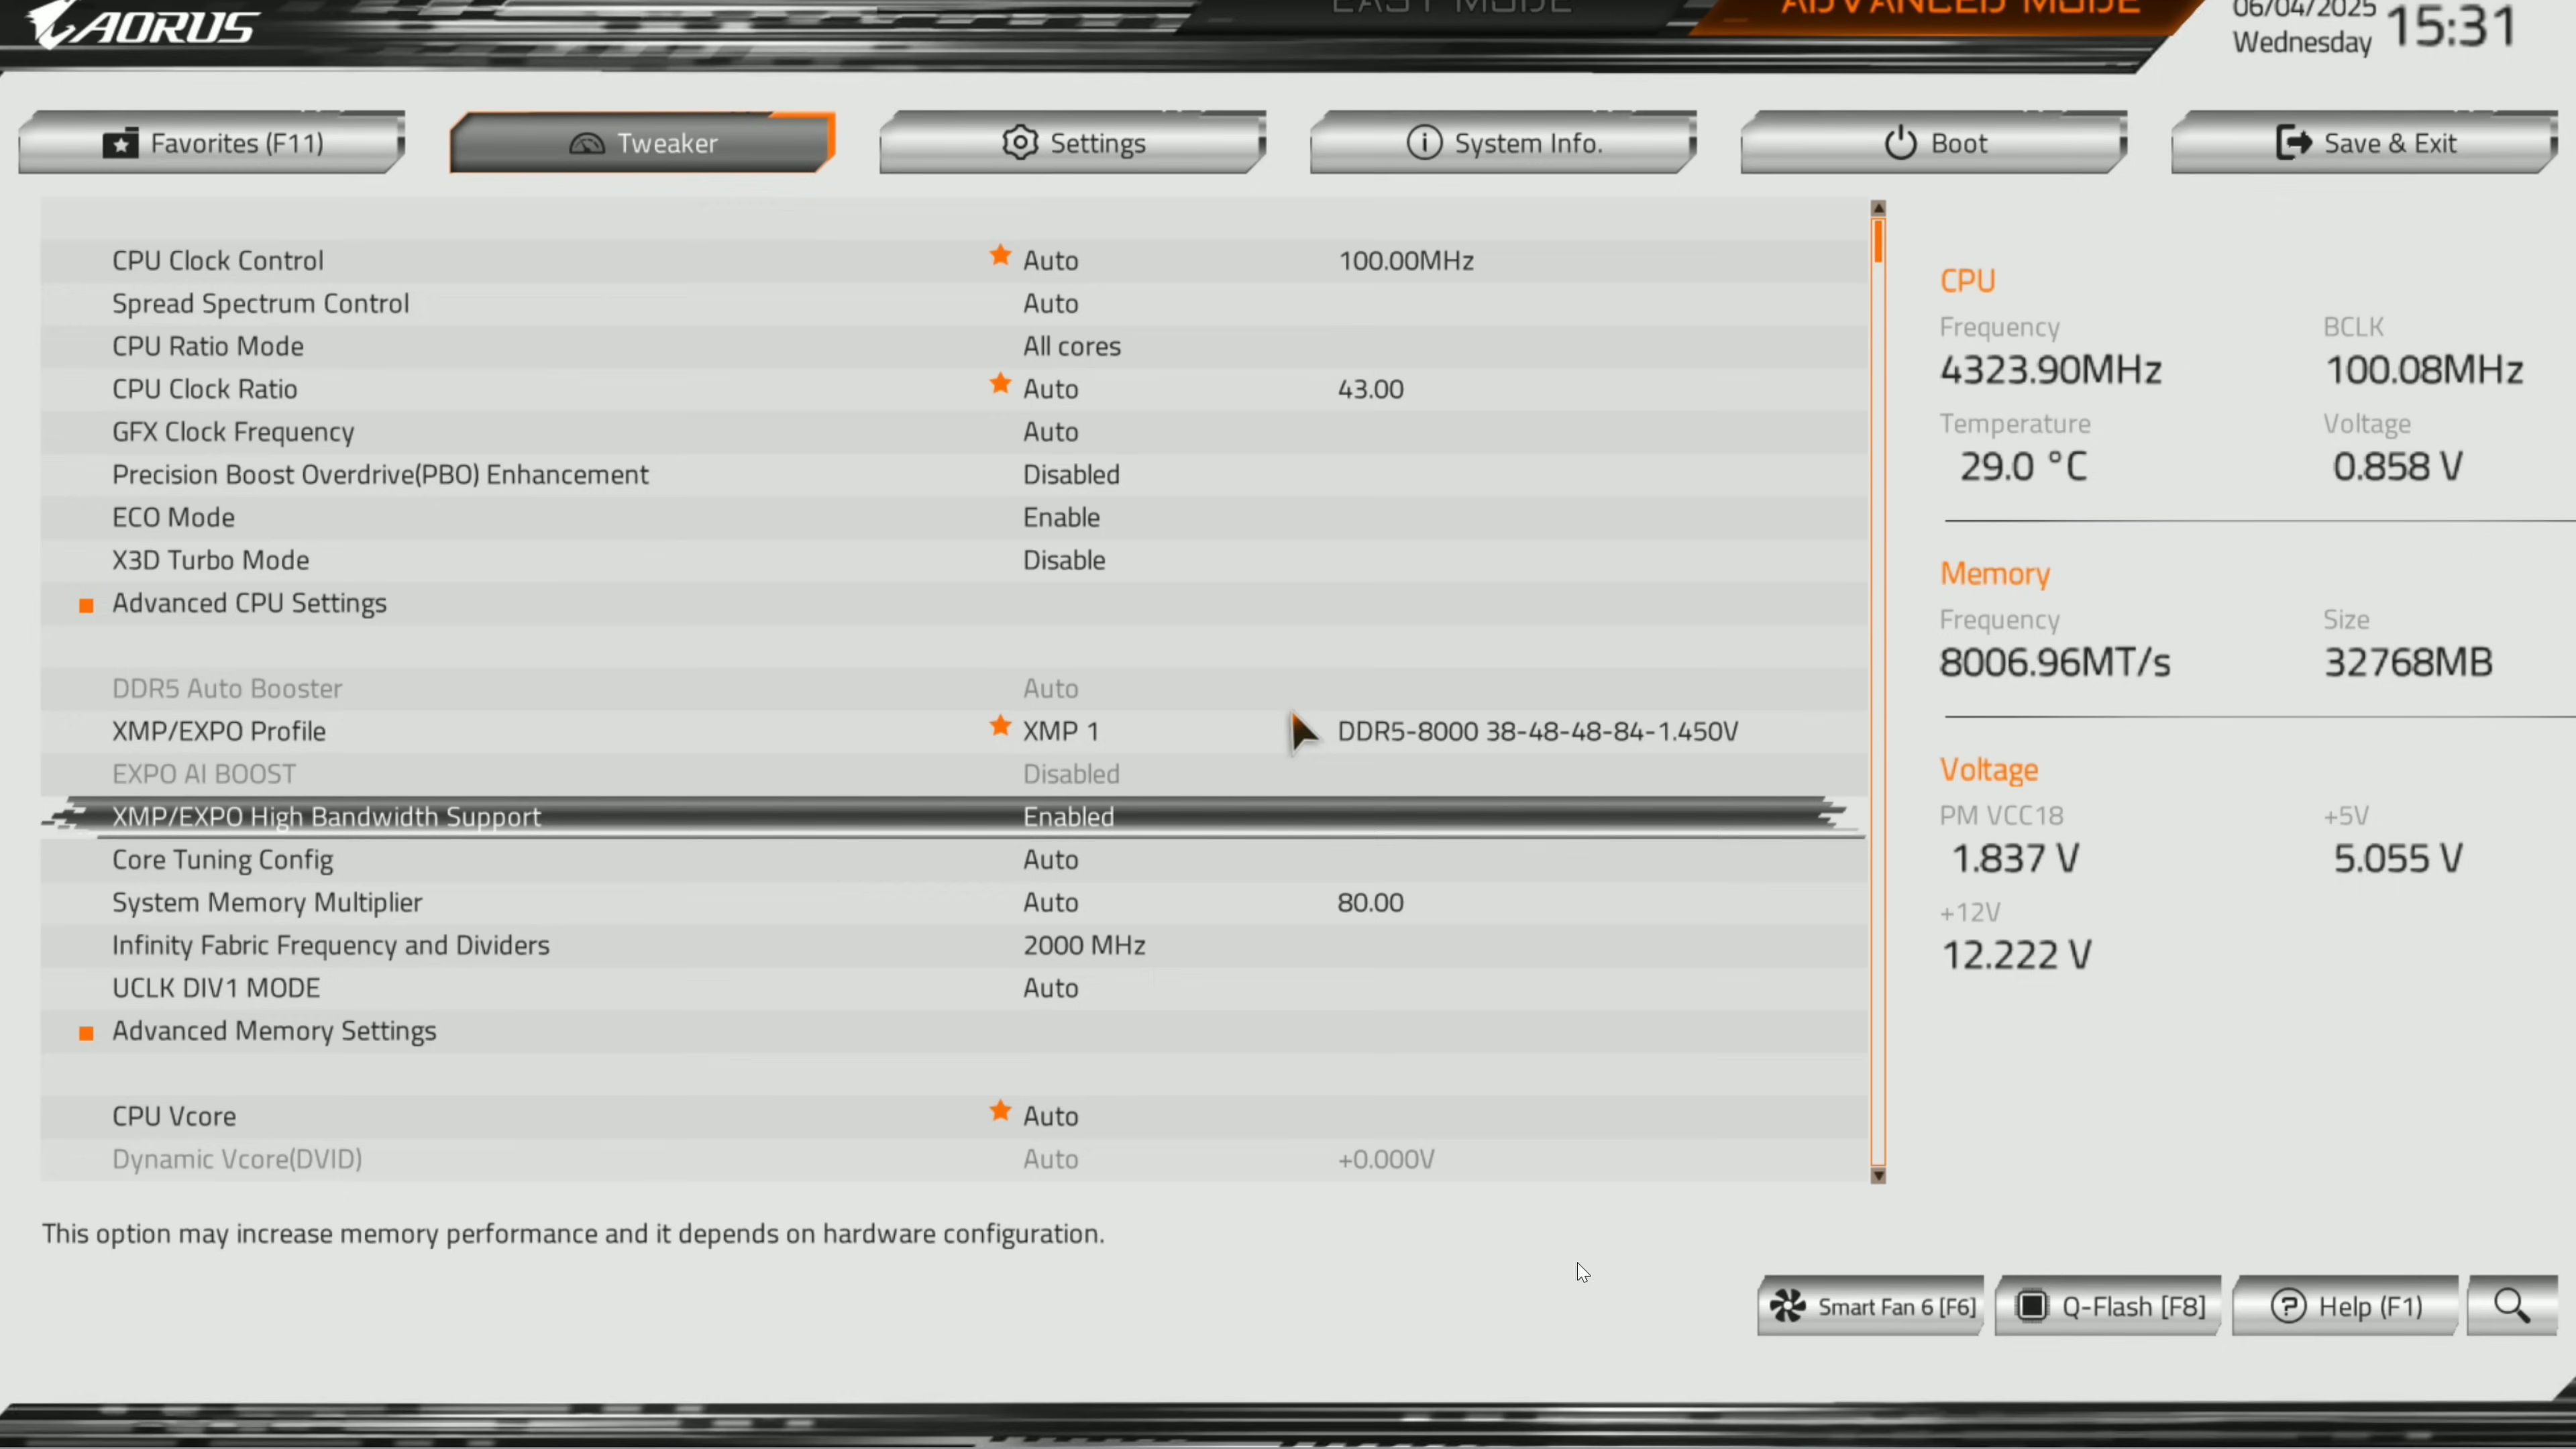 AORUS
EASY MODE
ADVANCED MODE
06/04/2025
Wednesday
15:31
Favorites (F11)
Tweaker
Settings
System Info.
Boot
Save & Exit
CPU Clock Control Auto 100.00MHz
Spread Spectrum Control Auto
CPU Ratio Mode All cores
CPU Clock Ratio Auto 43.00
GFX Clock Frequency Auto
Precision Boost Overdrive(PBO) Enhancement Disabled
ECO Mode Enable
X3D Turbo Mode Disable
Advanced CPU Settings
DDR5 Auto Booster Auto
XMP/EXPO Profile XMP 1 DDR5-8000 38-48-48-84-1.450V
EXPO AI BOOST Disabled
XMP/EXPO High Bandwidth Support Enabled
Core Tuning Config Auto
System Memory Multiplier Auto 80.00
Infinity Fabric Frequency and Dividers 2000 MHz
UCLK DIV1 MODE Auto
Advanced Memory Settings
CPU Vcore Auto
Dynamic Vcore(DVID) Auto +0.000V
CPU
Frequency BCLK
4323.90MHz 100.08MHz
Temperature Voltage
29.0 °C 0.858 V
Memory
Frequency Size
8006.96MT/s 32768MB
Voltage
PM VCC18 +5V
1.837 V 5.055 V
+12V
12.222 V
This option may increase memory performance and it depends on hardware configuration.
Smart Fan 6 [F6]
Q-Flash [F8]
Help (F1)